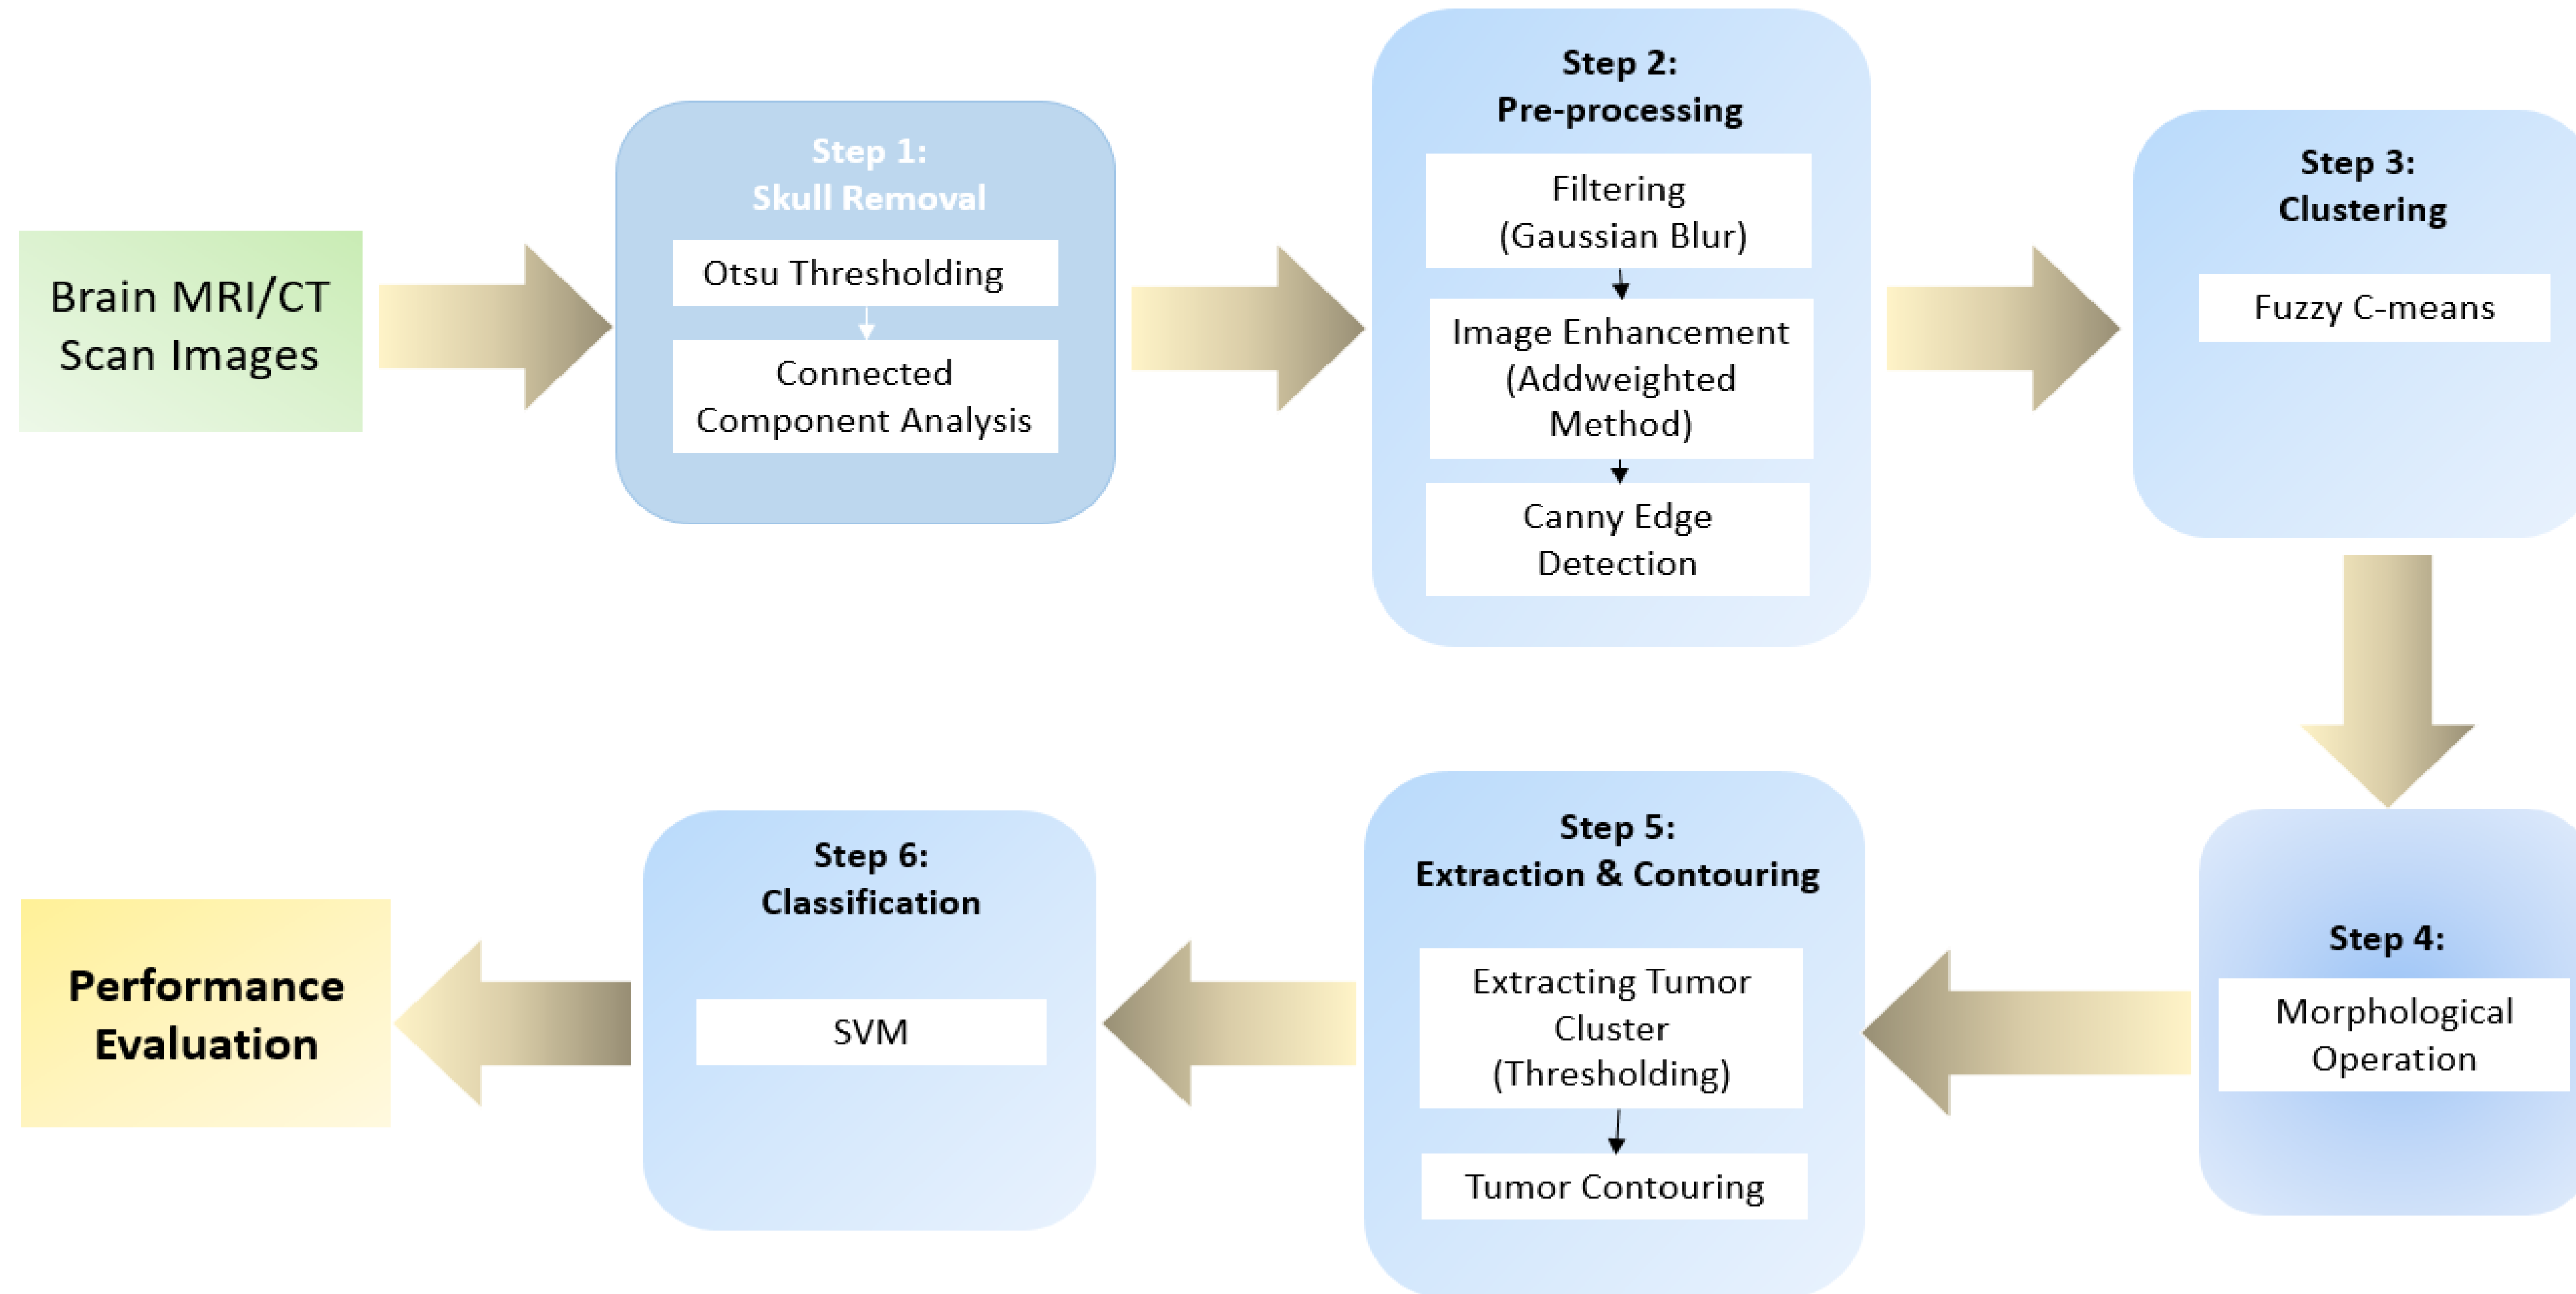 Brain MRI/CT
Scan Images
Step 1:
Skull Removal
Otsu Thresholding
Connected
Component Analysis
Step 2:
Pre-processing
Filtering
(Gaussian Blur)
Image Enhancement
(Addweighted
Method)
Canny Edge
Detection
Step 3:
Clustering
Fuzzy C-means
Step 4:
Morphological
Operation
Step 5:
Extraction & Contouring
Extracting Tumor
Cluster
(Thresholding)
Tumor Contouring
Step 6:
Classification
SVM
Performance
Evaluation